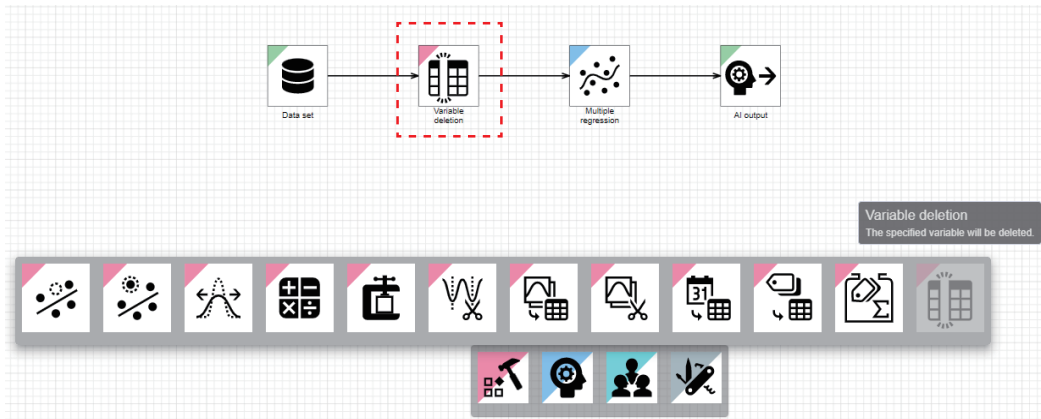 Data set
Variable
deletion
Multiple
regression
AI output
Variable deletion
The specified variable will be deleted.
31